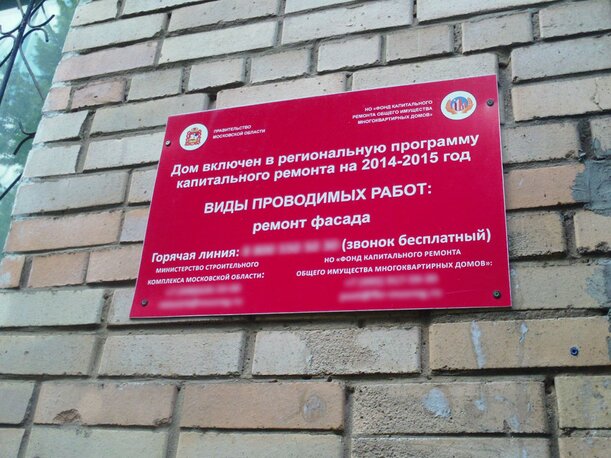 ПРАВИТЕЛЬСТВО
МОСКОВСКОЙ ОБЛАСТИ
НО «ФОНД КАПИТАЛЬНОГО
РЕМОНТА ОБЩЕГО ИМУЩЕСТВА
МНОГОКВАРТИРНЫХ ДОМОВ»
Дом включен в региональную программу
капитального ремонта на 2014-2015 год
ВИДЫ ПРОВОДИМЫХ РАБОТ:
ремонт фасада
Горячая линия: (звонок бесплатный)
МИНИСТЕРСТВО СТРОИТЕЛЬНОГО
КОМПЛЕКСА МОСКОВСКОЙ ОБЛАСТИ:
НО «ФОНД КАПИТАЛЬНОГО РЕМОНТА
ОБЩЕГО ИМУЩЕСТВА МНОГОКВАРТИРНЫХ ДОМОВ»: